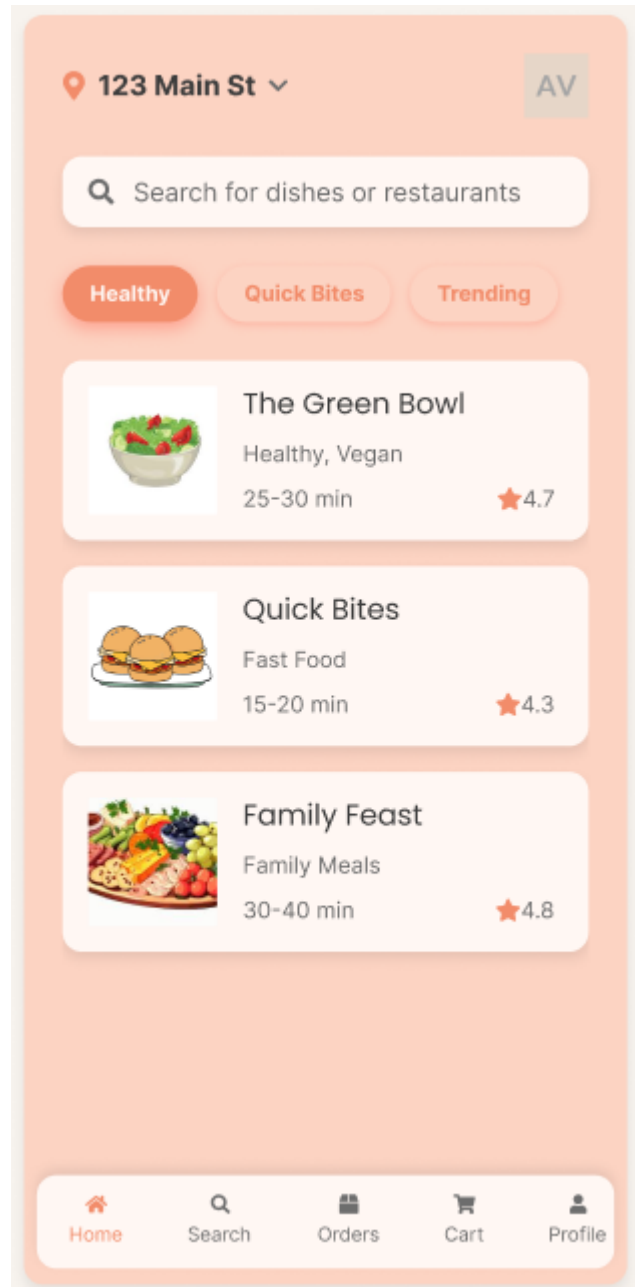 123 Main St
AV
Search for dishes or restaurants
Healthy
Quick Bites
Trending
The Green Bowl
Healthy, Vegan
25-30 min
4.7
Quick Bites
Fast Food
15-20 min
4.3
Family Feast
Family Meals
30-40 min
4.8
Home
Search
Orders
Cart
Profile